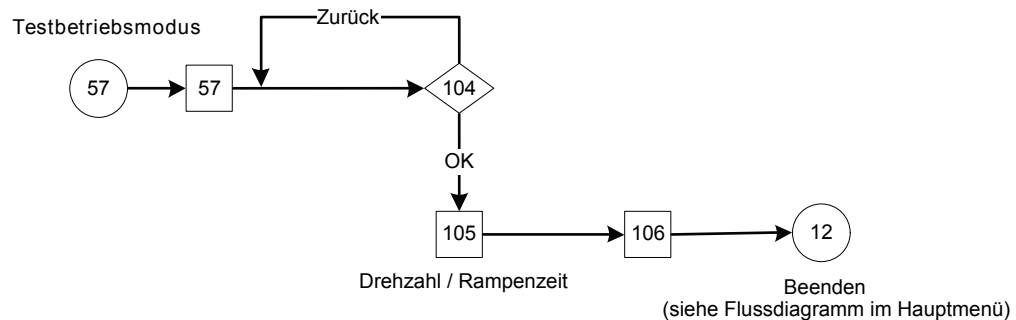 Zurück
Testbetriebsmodus
57
57
104
OK
105
106
12
Drehzahl / Rampenzeit
Beenden
(siehe Flussdiagramm im Hauptmenü)